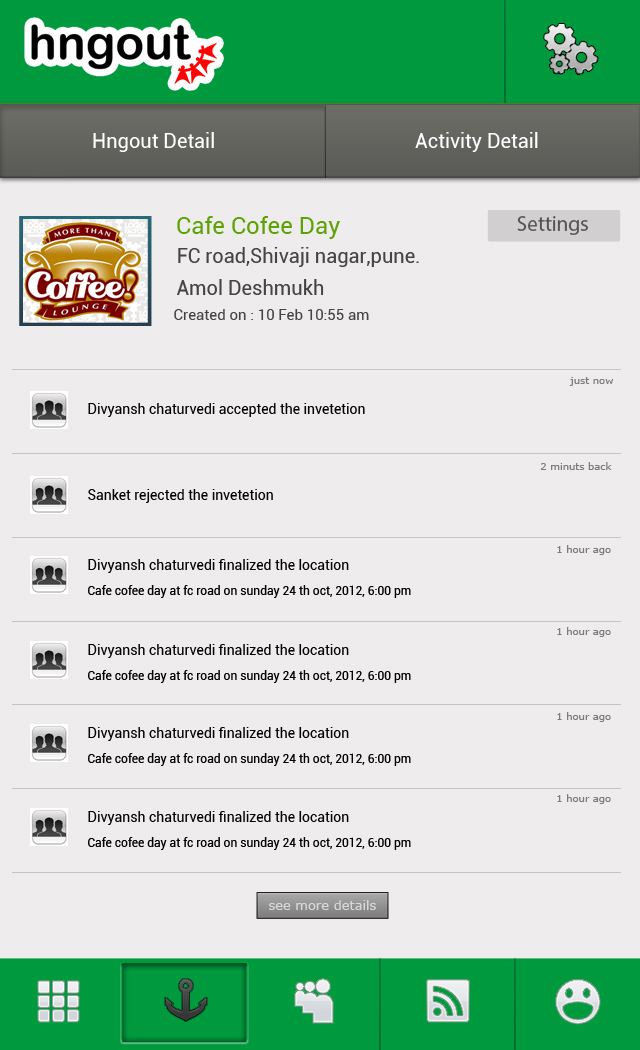 hngout
Hngout Detail
Activity Detail
MORE THAN
Coffee!
LOUNGE
Cafe Cofee Day
Settings
FC road,Shivaji nagar,pune.
Amol Deshmukh
Created on : 10 Feb 10:55 am
just now
Divyansh chaturvedi accepted the invetetion
2 minuts back
Sanket rejected the invetetion
1 hour ago
Divyansh chaturvedi finalized the location
Cafe cofee day at fc road on sunday 24 th oct, 2012, 6:00 pm
1 hour ago
Divyansh chaturvedi finalized the location
Cafe cofee day at fc road on sunday 24 th oct, 2012, 6:00 pm
1 hour ago
Divyansh chaturvedi finalized the location
Cafe cofee day at fc road on sunday 24 th oct, 2012, 6:00 pm
1 hour ago
Divyansh chaturvedi finalized the location
Cafe cofee day at fc road on sunday 24 th oct, 2012, 6:00 pm
see more details